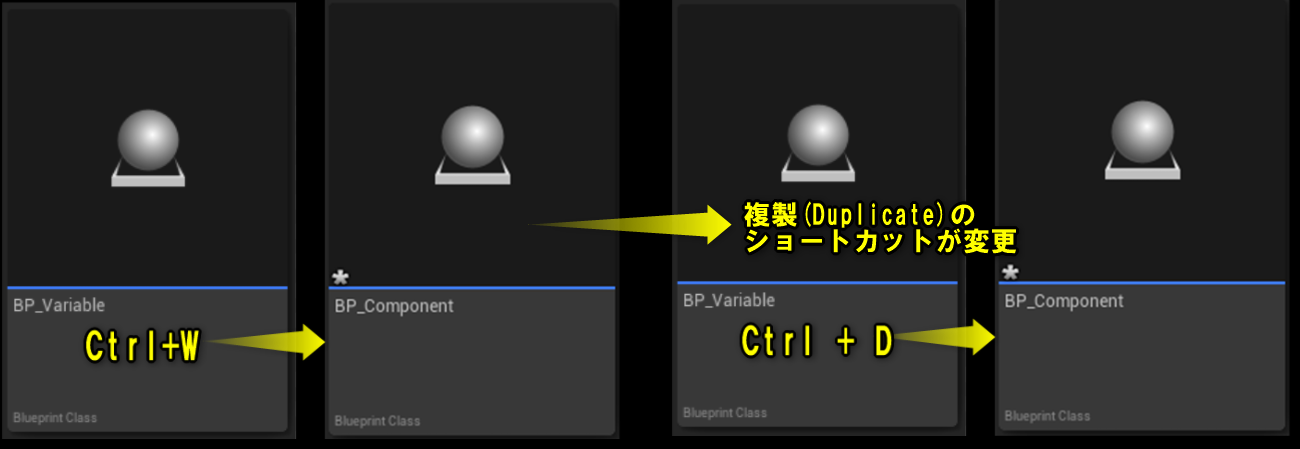 *
BP_Variable
Ctrl+W
Blueprint Class
*
BP_Component
Blueprint Class
複製(Duplicate)の
ショートカットが変更
BP_Variable
Ctrl + D
Blueprint Class
*
BP_Component
Blueprint Class